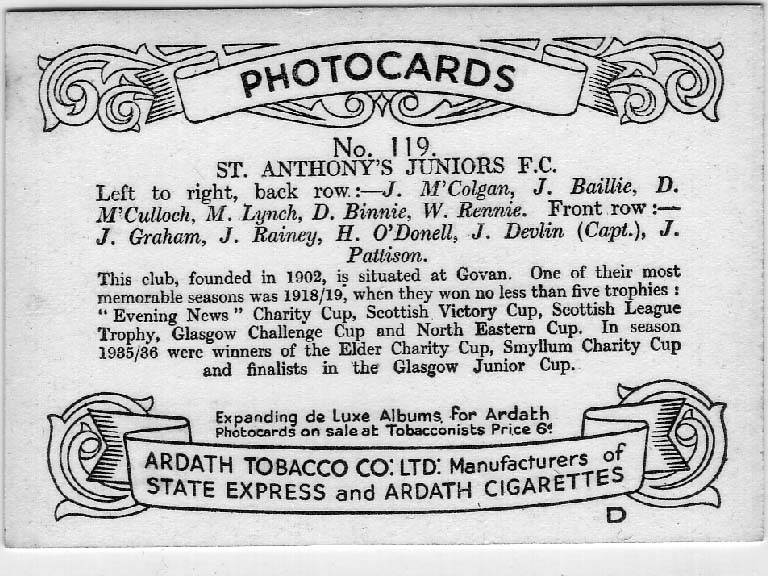 PHOTOCARDS
No. 119.
ST. ANTHONY'S JUNIORS F.C.
Left to right, back row.:—J. M'Colgan, J. Baillie, D.
M'Culloch, M. Lynch, D. Binnie, W. Rennie. Front row :—
J. Graham, J. Rainey, H. O'Donell, J. Devlin (Capt.), J.
Pattison.
This club, founded in 1902, is situated at Govan. One of their most
memorable seasons was 1918/19, when they won no less than five trophies :
" Evening News " Charity Cup, Scottish Victory Cup, Scottish League
Trophy, Glasgow Challenge Cup and North Eastern Cup. In season
1935/36 were winners of the Elder Charity Cup, Smyllum Charity Cup
and finalists in the Glasgow Junior Cup.
Expanding de Luxe Albums, for Ardath
Photocards on sale at Tobacconists Price 6d
ARDATH TOBACCO CO: LTD: Manufacturers of
STATE EXPRESS and ARDATH CIGARETTES
D